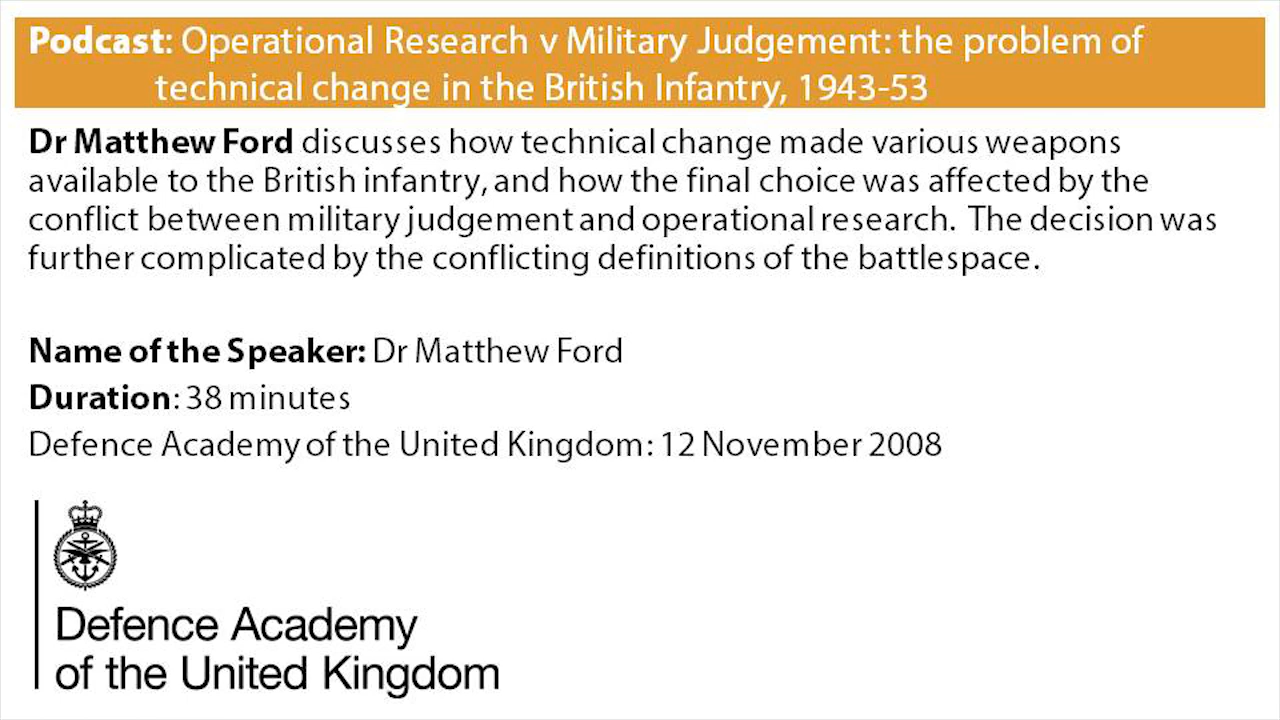 Podcast: Operational Research v Military Judgement: the problem of
technical change in the British Infantry, 1943-53
Dr Matthew Ford discusses how technical change made various weapons
available to the British infantry, and how the final choice was affected by the
conflict between military judgement and operational research. The decision was
further complicated by the conflicting definitions of the battlespace.
Name of the Speaker: Dr Matthew Ford
Duration: 38 minutes
Defence Academy of the United Kingdom: 12 November 2008
Defence Academy
of the United Kingdom